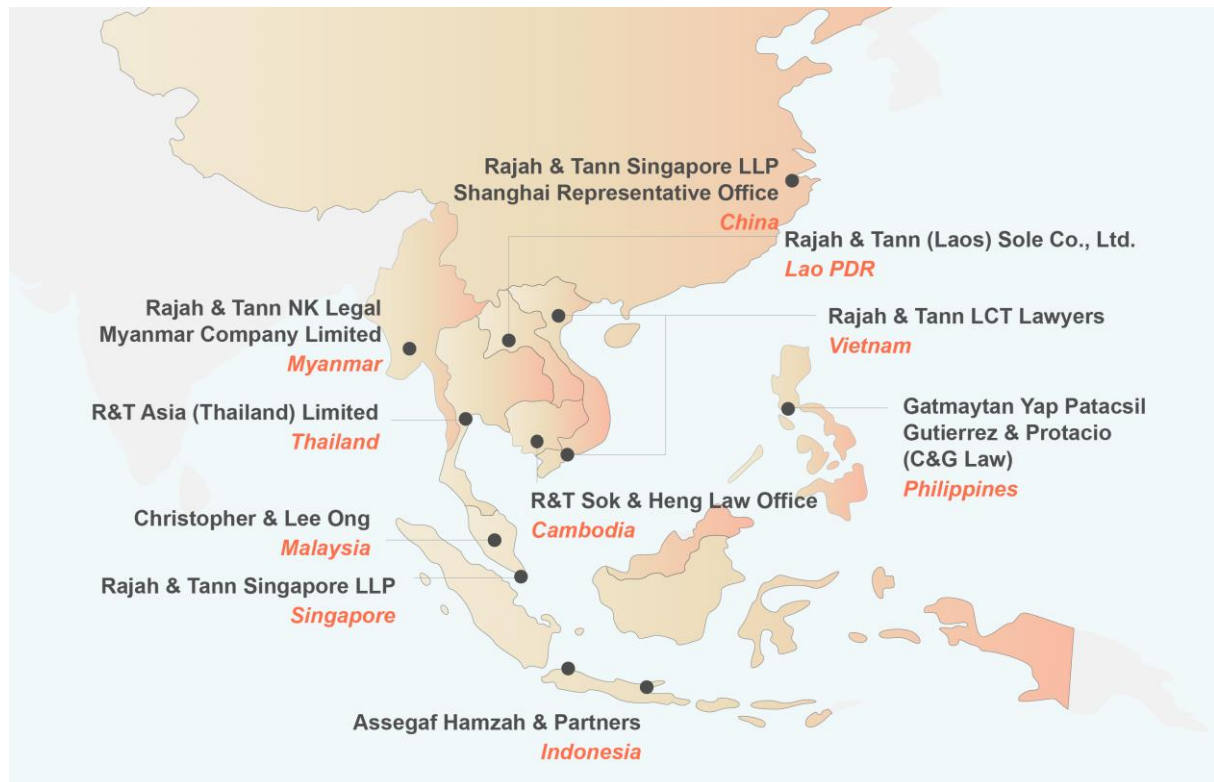 Rajah & Tann Singapore LLP
Shanghai Representative Office
China
Rajah & Tann (Laos) Sole Co., Ltd.
Lao PDR
Rajah & Tann NK Legal
Myanmar Company Limited
Myanmar
Rajah & Tann LCT Lawyers
Vietnam
R&T Asia (Thailand) Limited
Thailand
Gatmaytan Yap Patacsil
Gutierrez & Protacio
(C&G Law)
Philippines
R&T Sok & Heng Law Office
Cambodia
Christopher & Lee Ong
Malaysia
Rajah & Tann Singapore LLP
Singapore
Assegaf Hamzah & Partners
Indonesia